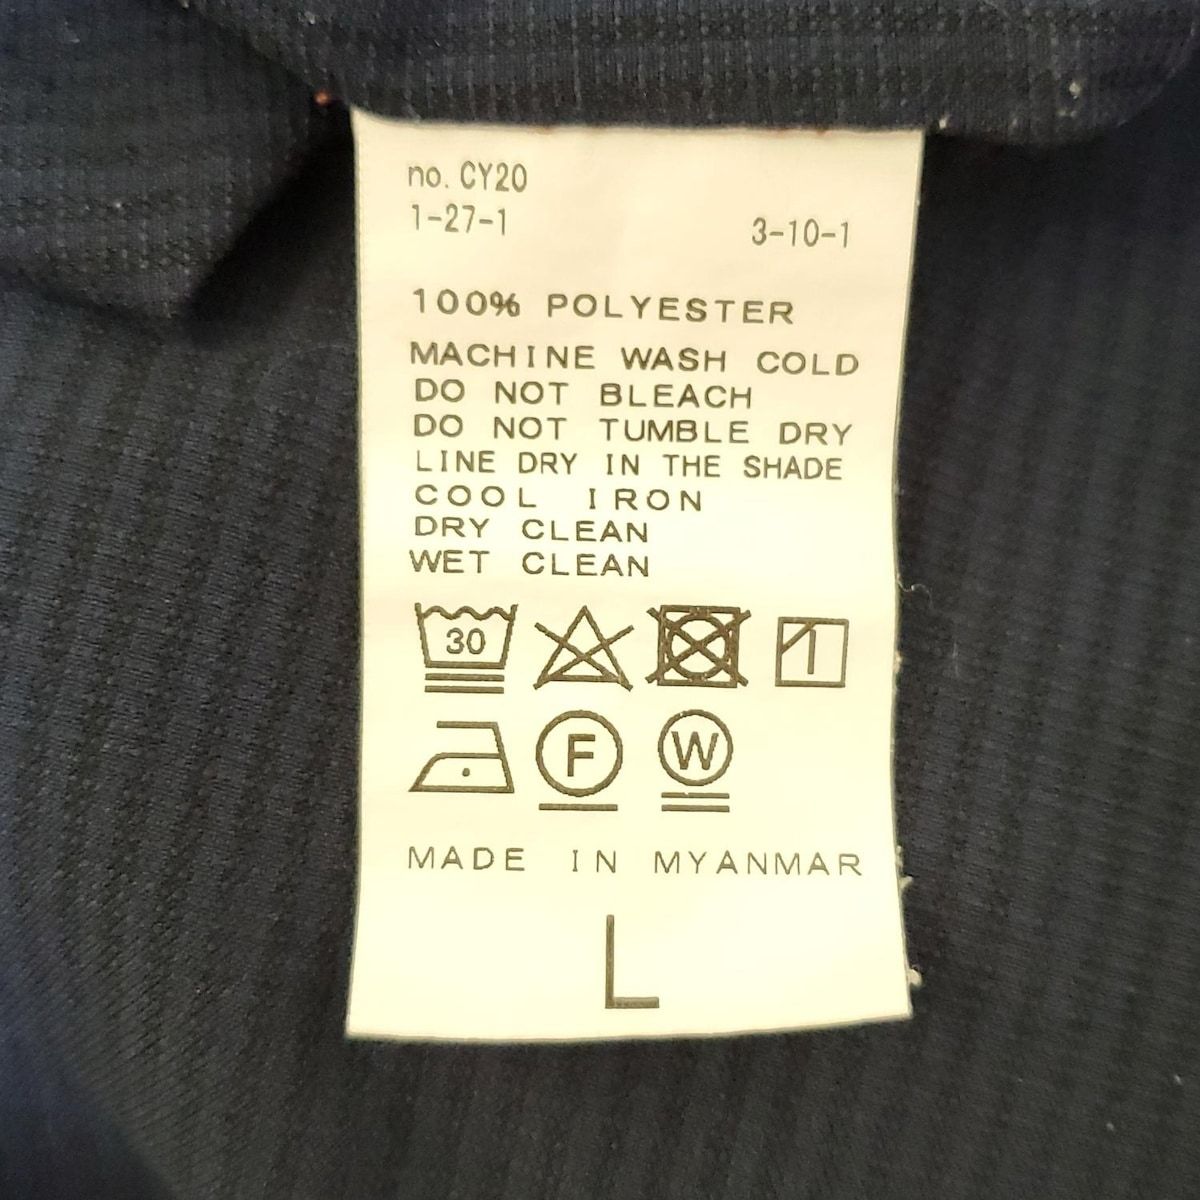 no. CY20
1-27-1 3-10-1
100% POLYESTER
MACHINE WASH COLD
DO NOT BLEACH
DO NOT TUMBLE DRY
LINE DRY IN THE SHADE
COOL IRON
DRY CLEAN
WET CLEAN
30
F W
MADE IN MYANMAR
L